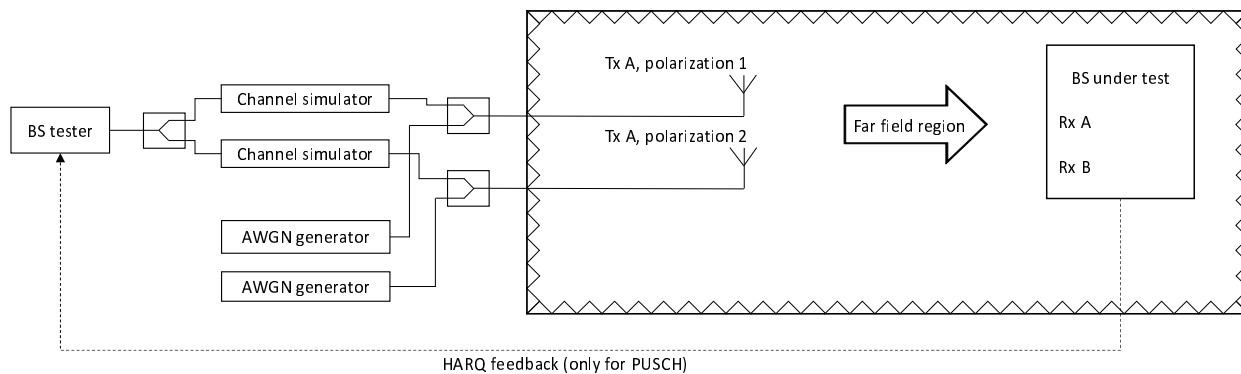 BS tester
Channel simulator
Channel simulator
AWGN generator
AWGN generator
Tx A, polarization 1
Tx A, polarization 2
Far field region
BS under test
Rx A
Rx B
HARQ feedback (only for PUSCH)